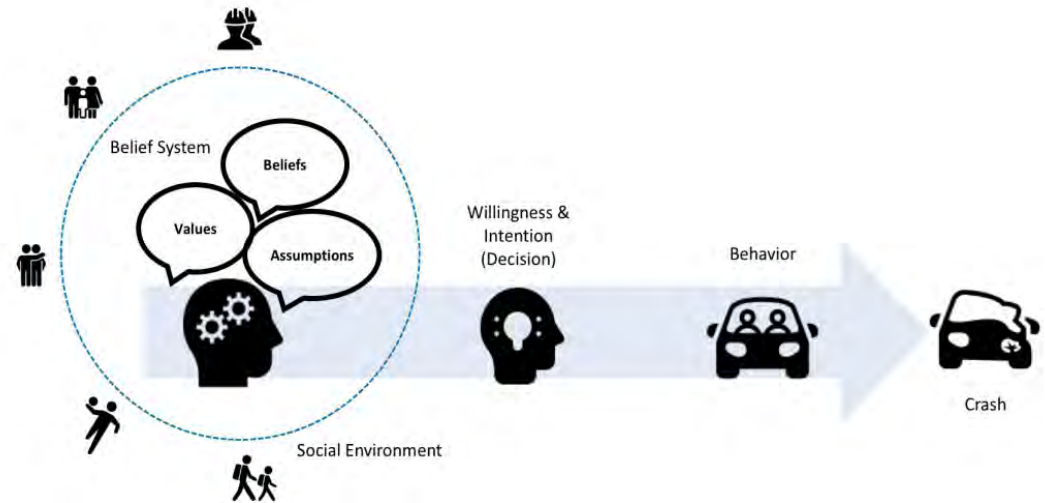 Belief System
Beliefs
Values
Assumptions
Social Environment
Willingness &
Intention
(Decision)
Behavior
Crash